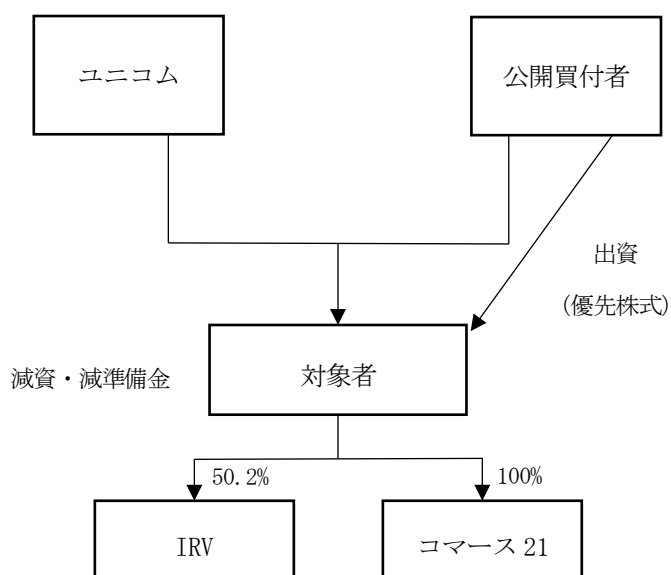 ユニコム
公開買付者
出資
(優先株式)
減資・減準備金
対象者
50.2%
100%
IRV
コマース 21